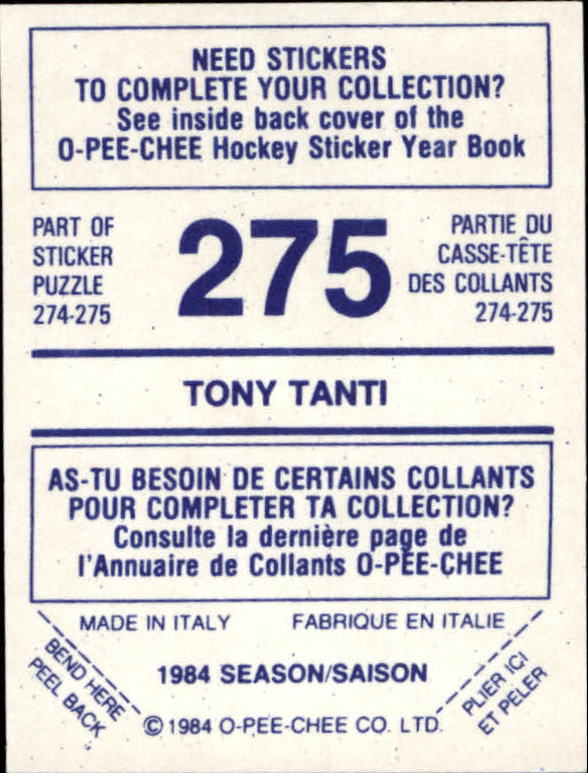 NEED STICKERS
TO COMPLETE YOUR COLLECTION?
See inside back cover of the
O-PEE-CHEE Hockey Sticker Year Book
PART OF
STICKER
PUZZLE
274-275
275
PARTIE DU
CASSE-TÊTE
DES COLLANTS
274-275
TONY TANTI
AS-TU BESOIN DE CERTAINS COLLANTS
POUR COMPLETER TA COLLECTION?
Consulte la dernière page de
l'Annuaire de Collants O-PEE-CHEE
MADE IN ITALY
FABRIQUE EN ITALIE
BEND HERE
PEEL BACK
1984 SEASON/SAISON
© 1984 O-PEE-CHEE CO. LTD.
PLIER ICI
ET PELER